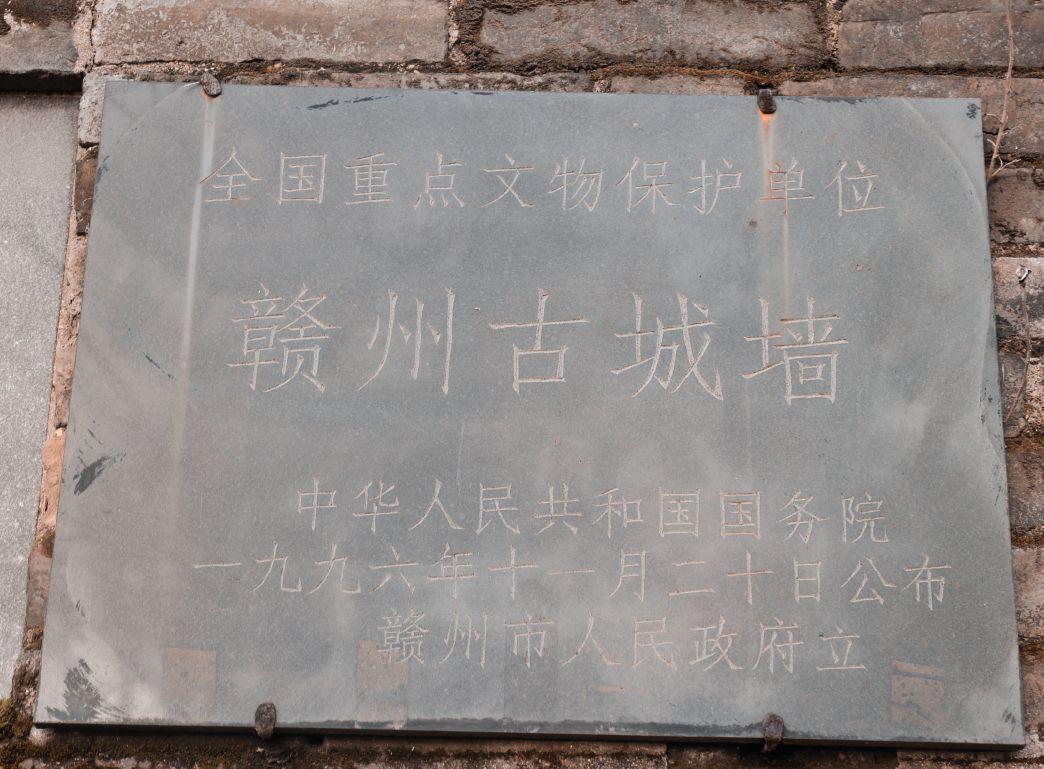 全国重点文物保护单位
赣州古城墙
中华人民共和国国务院
一九九六年十一月二十日公布
赣州市人民政府立